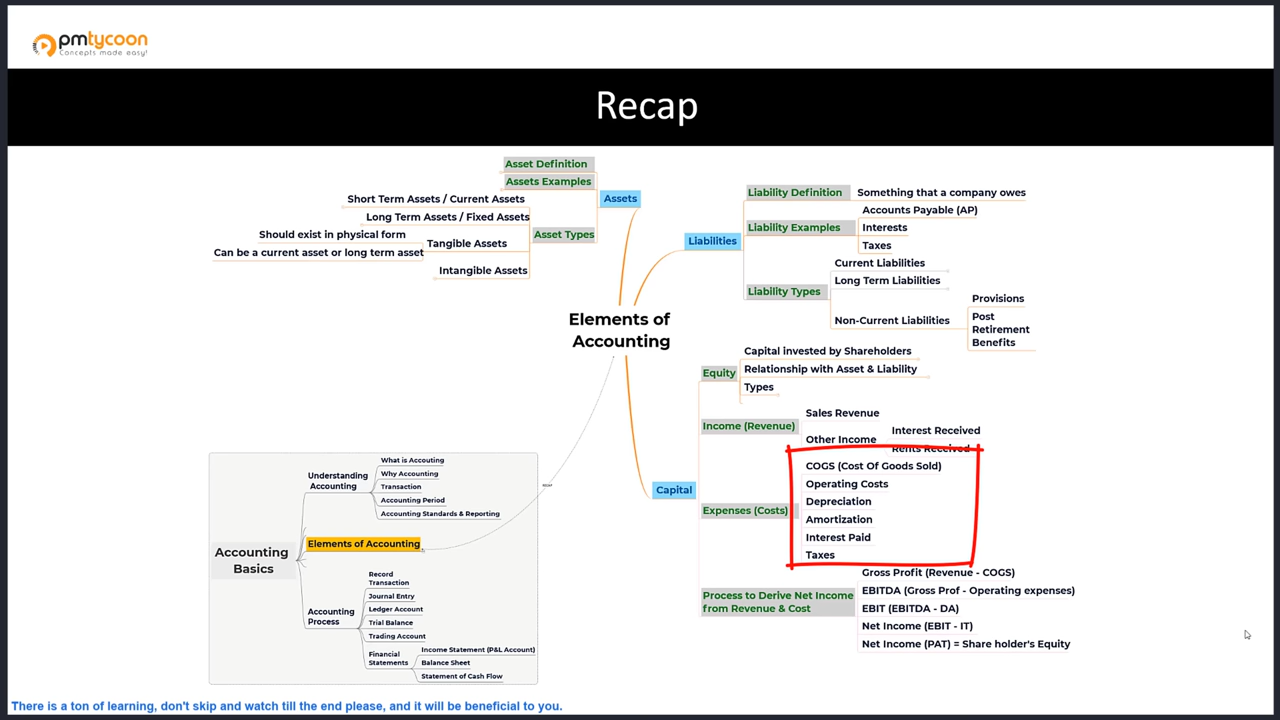 pmtycoon
Concepts made easy!
Recap
Asset Definition
Assets Examples
Assets
Short Term Assets / Current Assets
Long Term Assets / Fixed Assets
Should exist in physical form
Can be a current asset or long term asset
Tangible Assets
Asset Types
Intangible Assets
Liability Definition
Something that a company owes
Liabilities
Liability Examples
Accounts Payable (AP)
Interests
Taxes
Current Liabilities
Long Term Liabilities
Liability Types
Non-Current Liabilities
Provisions
Post
Retirement
Benefits
Elements of
Accounting
Capital invested by Shareholders
Equity
Relationship with Asset & Liability
Types
Income (Revenue)
Sales Revenue
Other Income
Interest Received
Rents Received
Capital
Expenses (Costs)
COGS (Cost Of Goods Sold)
Operating Costs
Depreciation
Amortization
Interest Paid
Taxes
Process to Derive Net Income
from Revenue & Cost
Gross Profit (Revenue - COGS)
EBITDA (Gross Prof - Operating expenses)
EBIT (EBITDA - DA)
Net Income (EBIT - IT)
Net Income (PAT) = Share holder's Equity
Accounting
Basics
Understanding
Accounting
What is Accouting
Why Accounting
Transaction
Accounting Period
Accounting Standards & Reporting
Elements of Accounting
RECAP
Accounting
Process
Record
Transaction
Journal Entry
Ledger Account
Trial Balance
Trading Account
Financial
Statements
Income Statement (P&L Account)
Balance Sheet
Statement of Cash Flow
There is a ton of learning, don't skip and watch till the end please, and it will be beneficial to you.